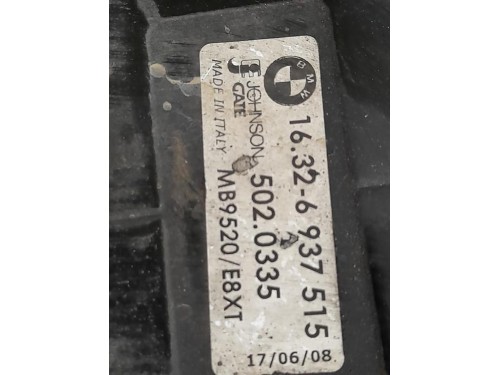 BMW
16.32-6 937 515
JOHNSON
GATE
502.0335
MADE IN ITALY
MB9520/E8XT
17/06/08